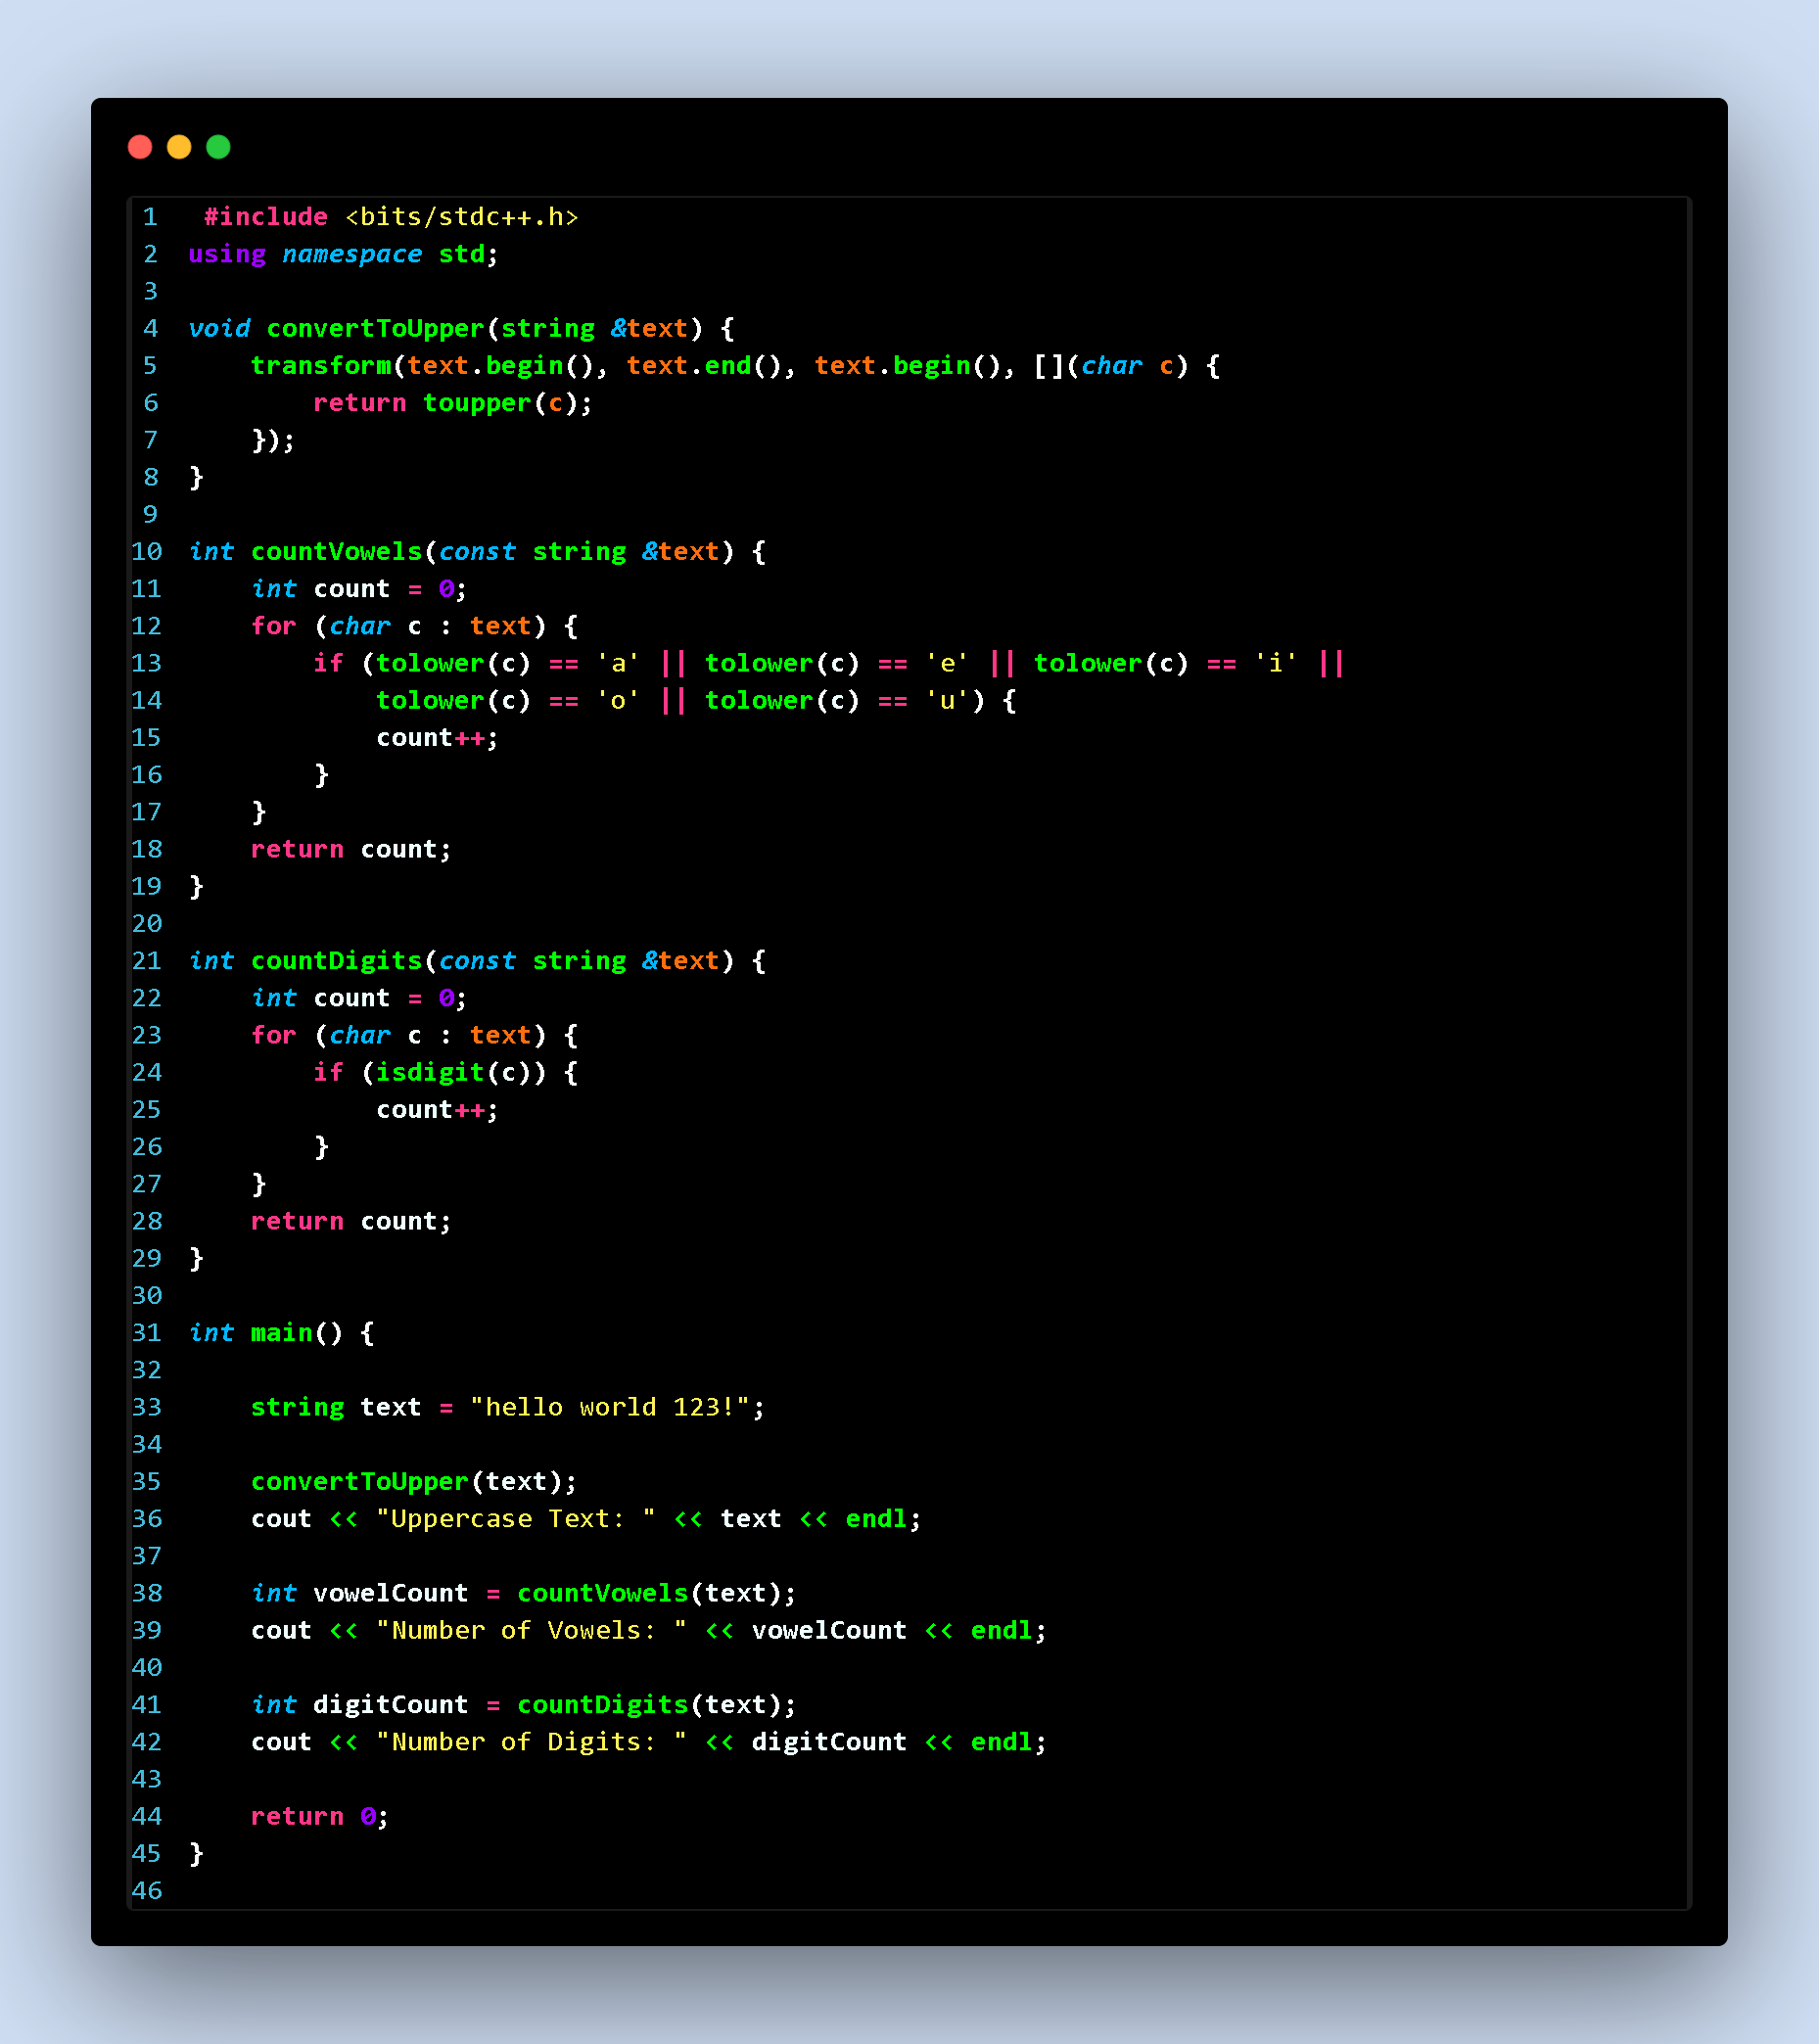 1 #include <bits/stdc++.h>
2 using namespace std;
3
4 void convertToUpper(string &text) {
5     transform(text.begin(), text.end(), text.begin(), [](char c) {
6         return toupper(c);
7     });
8 }
9
10 int countVowels(const string &text) {
11     int count = 0;
12     for (char c : text) {
13         if (tolower(c) == 'a' || tolower(c) == 'e' || tolower(c) == 'i' ||
14             tolower(c) == 'o' || tolower(c) == 'u') {
15             count++;
16         }
17     }
18     return count;
19 }
20
21 int countDigits(const string &text) {
22     int count = 0;
23     for (char c : text) {
24         if (isdigit(c)) {
25             count++;
26         }
27     }
28     return count;
29 }
30
31 int main() {
32
33     string text = "hello world 123!";
34
35     convertToUpper(text);
36     cout << "Uppercase Text: " << text << endl;
37
38     int vowelCount = countVowels(text);
39     cout << "Number of Vowels: " << vowelCount << endl;
40
41     int digitCount = countDigits(text);
42     cout << "Number of Digits: " << digitCount << endl;
43
44     return 0;
45 }
46